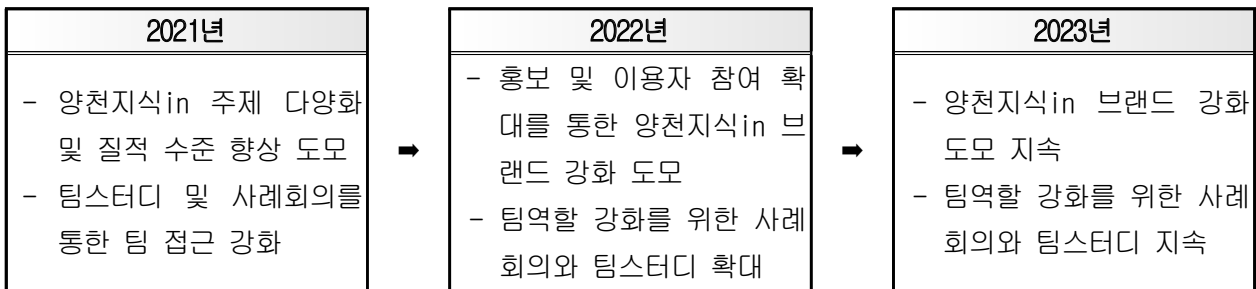 2021년
- 양천지식in 주제 다양화
및 질적 수준 향상 도모
- 팀스터디 및 사례회의를
통한 팀 접근 강화
➡
2022년
- 홍보 및 이용자 참여 확
대를 통한 양천지식in 브
랜드 강화 도모
- 팀역할 강화를 위한 사례
회의와 팀스터디 확대
➡
2023년
- 양천지식in 브랜드 강화
도모 지속
- 팀역할 강화를 위한 사례
회의와 팀스터디 지속